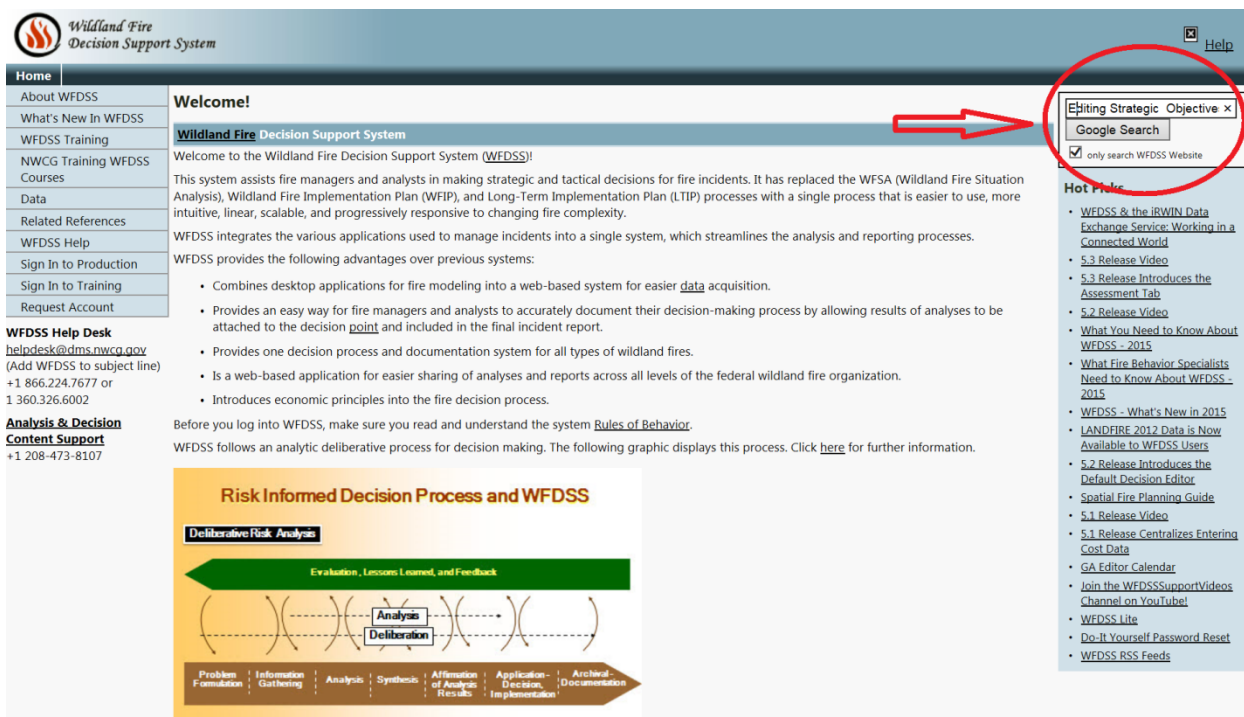 Wildland Fire
Decision Support System
Help
Home
About WFDSS
What's New In WFDSS
WFDSS Training
NWCG Training WFDSS
Courses
Data
Related References
WFDSS Help
Sign In to Production
Sign In to Training
Request Account
WFDSS Help Desk
helpdesk@dms.nwcg.gov
(Add WFDSS to subject line)
+1 866.224.7677 or
1 360.326.6002
Analysis & Decision
Content Support
+1 208-473-8107
Welcome!
Wildland Fire Decision Support System
Welcome to the Wildland Fire Decision Support System (WFDSS)!
This system assists fire managers and analysts in making strategic and tactical decisions for fire incidents. It has replaced the WFSA (Wildland Fire Situation
Analysis), Wildland Fire Implementation Plan (WFIP), and Long-Term Implementation Plan (LTIP) processes with a single process that is easier to use, more
intuitive, linear, scalable, and progressively responsive to changing fire complexity.
WFDSS integrates the various applications used to manage incidents into a single system, which streamlines the analysis and reporting processes.
WFDSS provides the following advantages over previous systems:
• Combines desktop applications for fire modeling into a web-based system for easier data acquisition.
• Provides an easy way for fire managers and analysts to accurately document their decision-making process by allowing results of analyses to be
attached to the decision point and included in the final incident report.
• Provides one decision process and documentation system for all types of wildland fires.
• Is a web-based application for easier sharing of analyses and reports across all levels of the federal wildland fire organization.
• Introduces economic principles into the fire decision process.
Before you log into WFDSS, make sure you read and understand the system Rules of Behavior.
WFDSS follows an analytic deliberative process for decision making. The following graphic displays this process. Click here for further information.
Risk Informed Decision Process and WFDSS
Deliberative Risk Analysis
Evaluation, Lessons Learned, and Feedback
Analysis
Deliberation
Problem
Formulation
Information
Gathering
Analysis
Synthesis
Affirmation
of Analysis
Results
Application-
Decision,
Implementation
Archival-
Documentation
Editing Strategic Objective ×
Google Search
only search WFDSS Website
Hot Picks
• WFDSS & the iRWIN Data
Exchange Service: Working in a
Connected World
• 5.3 Release Video
• 5.3 Release Introduces the
Assessment Tab
• 5.2 Release Video
• What You Need to Know About
WFDSS - 2015
• What Fire Behavior Specialists
Need to Know About WFDSS -
2015
• WFDSS - What's New in 2015
• LANDFIRE 2012 Data is Now
Available to WFDSS Users
• 5.2 Release Introduces the
Default Decision Editor
• Spatial Fire Planning Guide
• 5.1 Release Video
• 5.1 Release Centralizes Entering
Cost Data
• GA Editor Calendar
• Join the WFDSSSupportVideos
Channel on YouTube!
• WFDSS Lite
• Do-It Yourself Password Reset
• WFDSS RSS Feeds